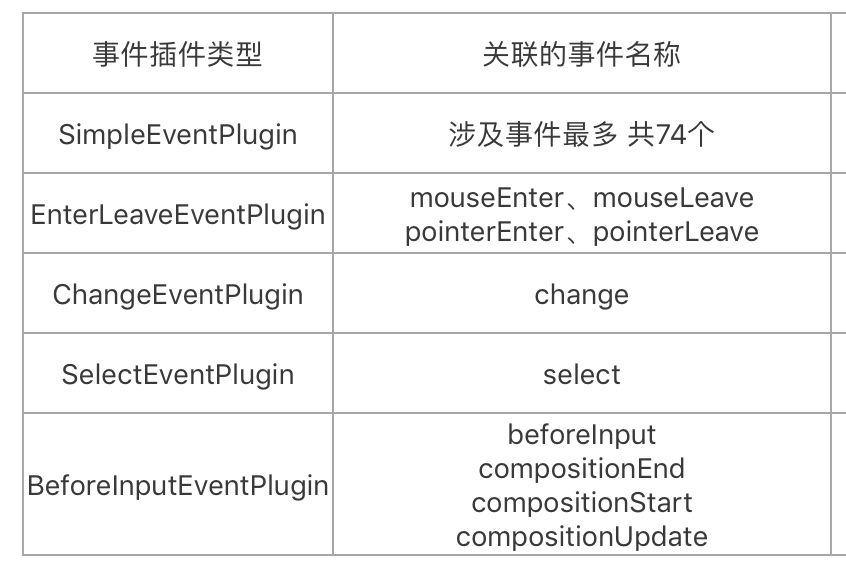 事件插件类型
关联的事件名称
SimpleEventPlugin
涉及事件最多 共74个
EnterLeaveEventPlugin
mouseEnter、mouseLeave
pointerEnter、pointerLeave
ChangeEventPlugin
change
SelectEventPlugin
select
BeforeInputEventPlugin
beforeInput
compositionEnd
compositionStart
compositionUpdate